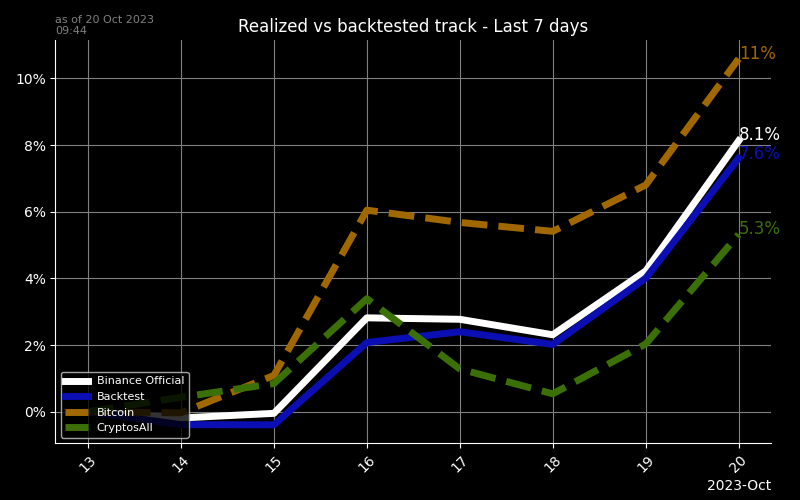 as of 20 Oct 2023
09:44
Realized vs backtested track - Last 7 days
11%
10%
8.1%
8%
7.6%
6%
5.3%
4%
2%
0%
Binance Official
Backtest
Bitcoin
CryptosAll
13 14 15 16 17 18 19 20
2023-Oct